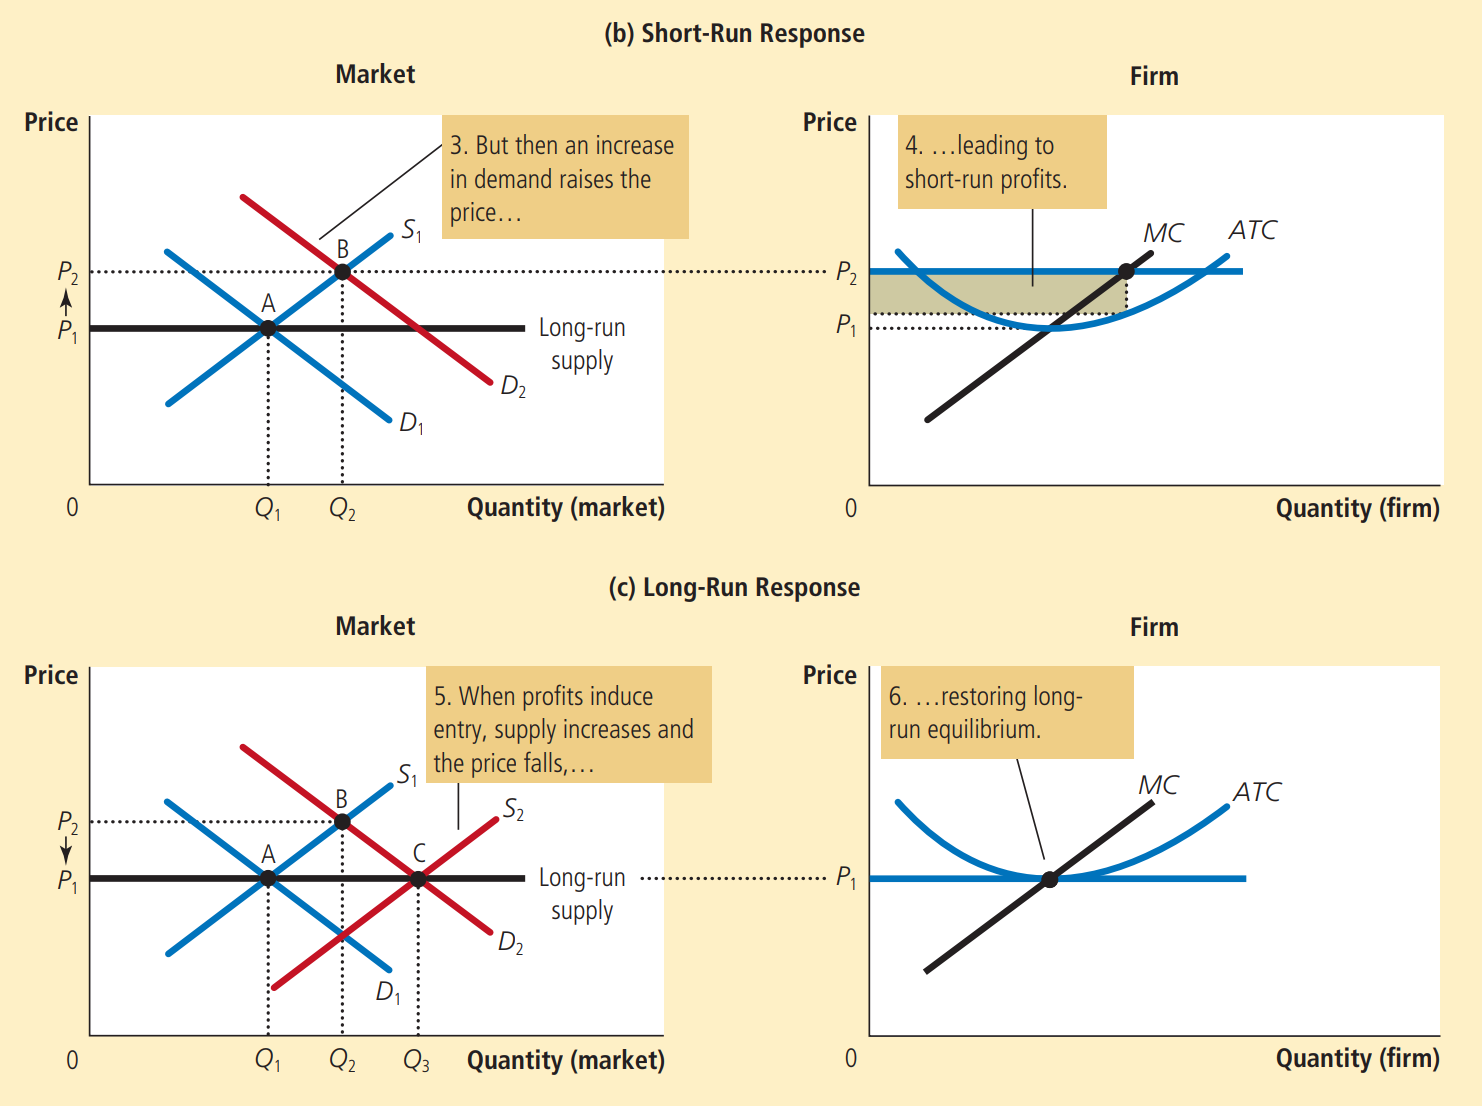 (b) Short-Run Response
Market
Firm
Price
3. But then an increase
in demand raises the
price...
S1
B
P2
A
P1
Long-run
supply
D2
D1
0
Q1
Q2
Quantity (market)
Price
4. ...leading to
short-run profits.
MC
ATC
P2
P1
0
Quantity (firm)
(c) Long-Run Response
Market
Firm
Price
5. When profits induce
entry, supply increases and
the price falls,...
S1
B
S2
P2
A
C
P1
Long-run
supply
D2
D1
0
Q1
Q2
Q3
Quantity (market)
Price
6. ...restoring long-
run equilibrium.
MC
ATC
P1
0
Quantity (firm)